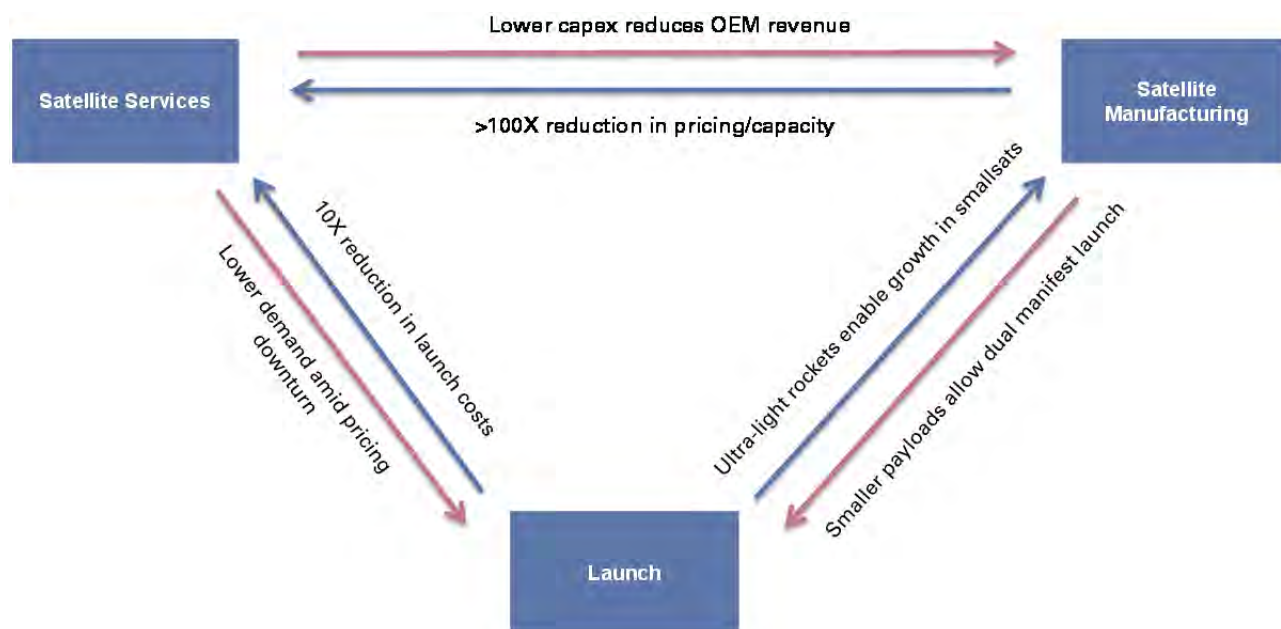 Lower capex reduces OEM revenue
Satellite Services
Satellite
Manufacturing
>100X reduction in pricing/capacity
10X reduction in launch costs
Lower demand amid pricing
downturn
Ultra-light rockets enable growth in smallsats
Smaller payloads allow dual manifest launch
Launch